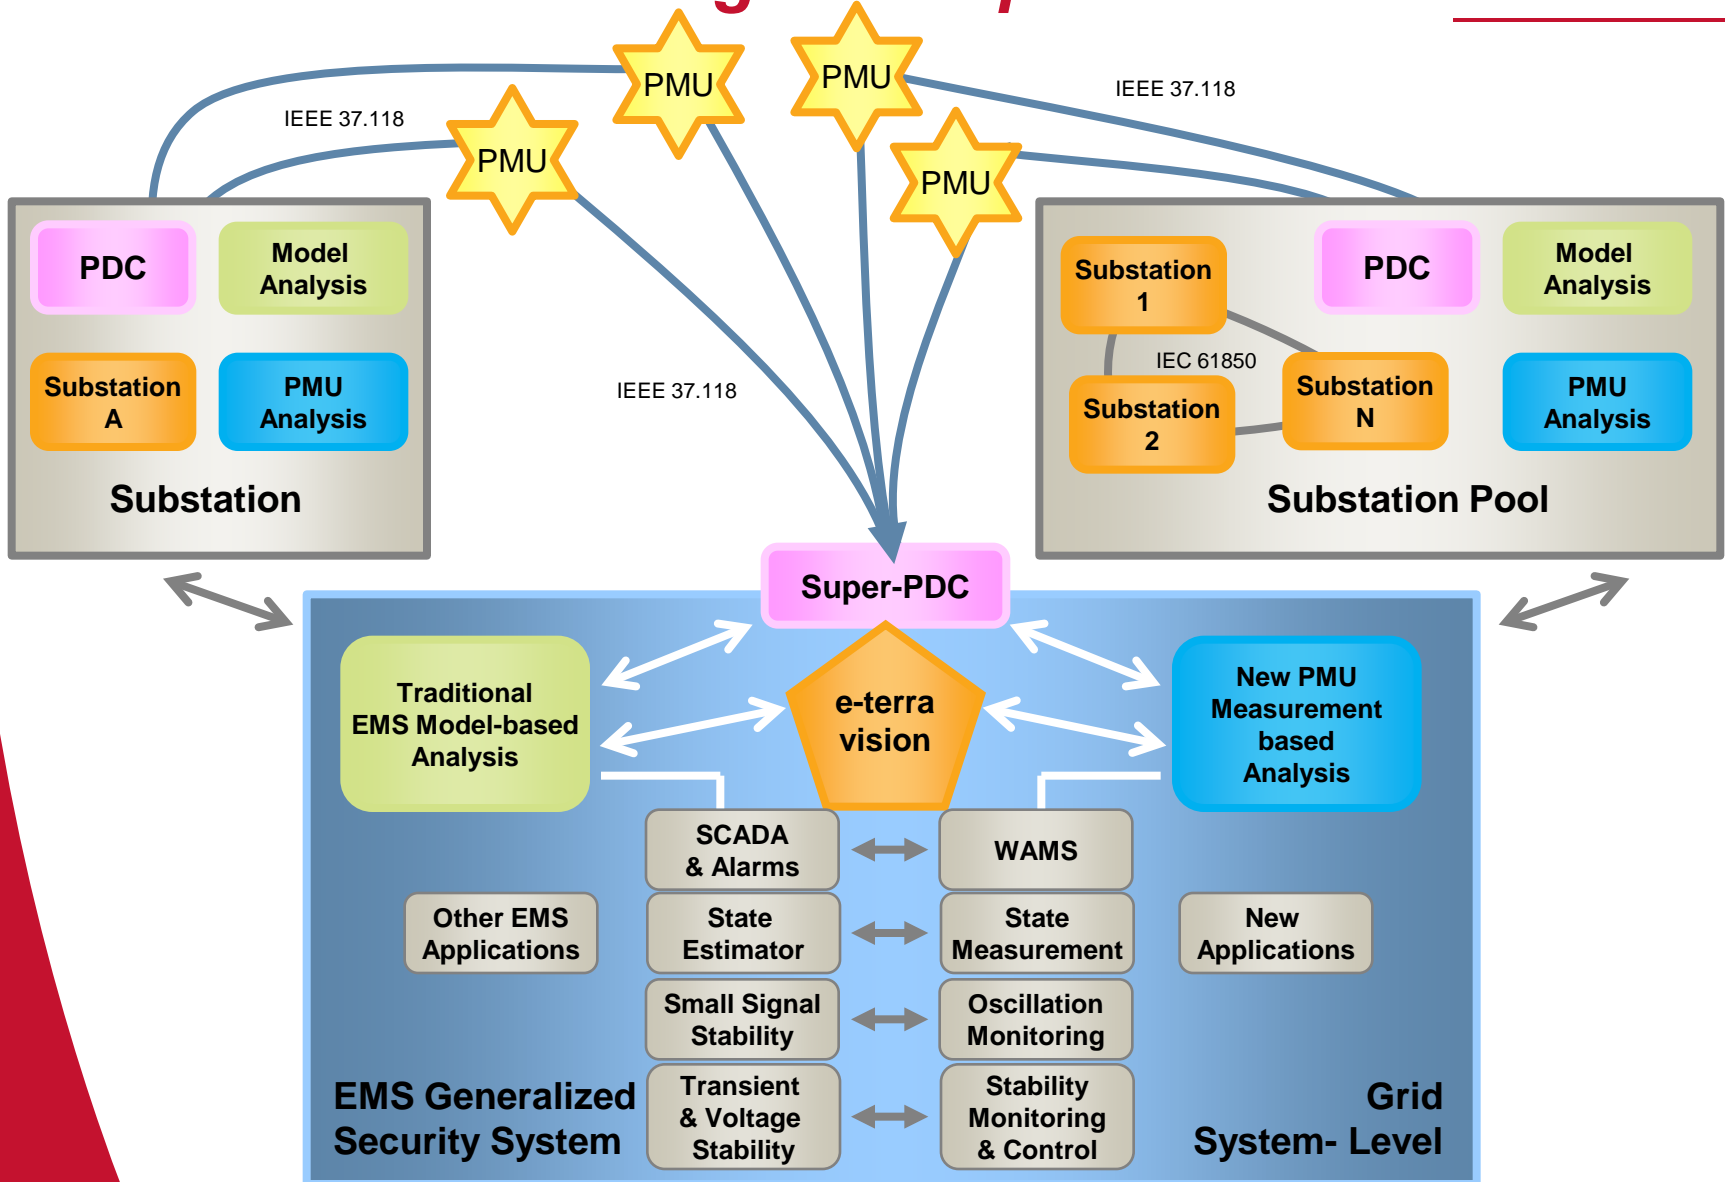 PMU
PMU
IEEE 37.118
IEEE 37.118
PMU
PMU
PDC
Model
Analysis
Substation
A
PMU
Analysis
Substation
IEEE 37.118
Substation
1
PDC
Model
Analysis
IEC 61850
Substation
2
Substation
N
PMU
Analysis
Substation Pool
Super-PDC
Traditional
EMS Model-based
Analysis
e-terra
vision
New PMU
Measurement
based
Analysis
SCADA
& Alarms
WAMS
Other EMS
Applications
State
Estimator
State
Measurement
New
Applications
Small Signal
Stability
Oscillation
Monitoring
EMS Generalized
Security System
Transient
& Voltage
Stability
Stability
Monitoring
& Control
Grid
System- Level